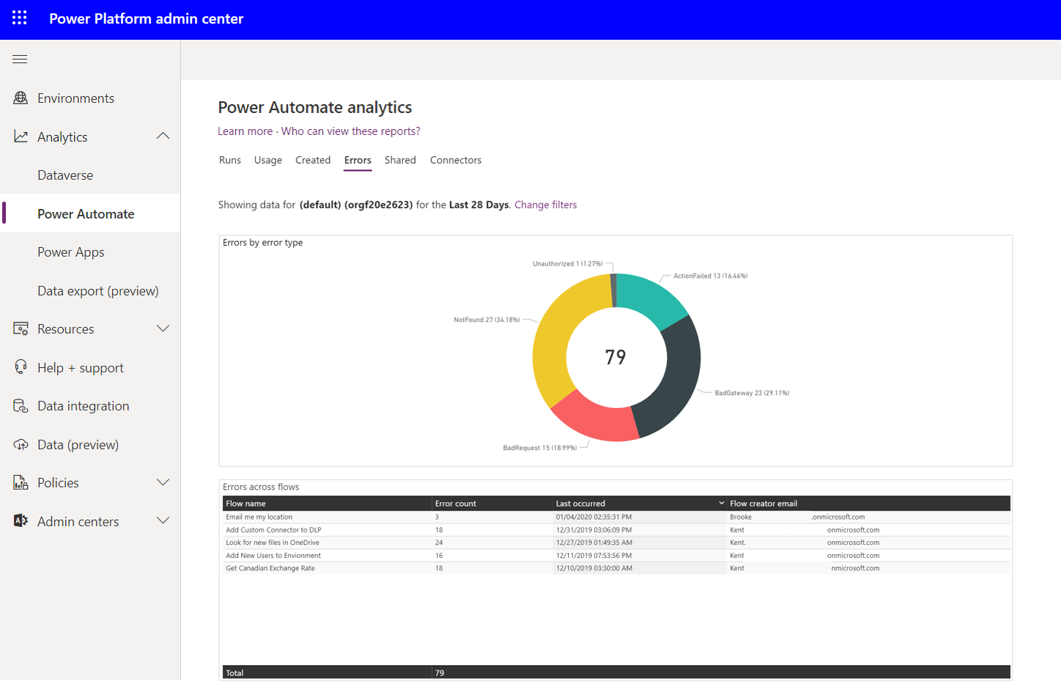 Power Platform admin center
Environments
Analytics
Dataverse
Power Automate
Power Apps
Data export (preview)
Resources
Help + support
Data integration
Data (preview)
Policies
Admin centers
Power Automate analytics
Learn more · Who can view these reports?
Runs Usage Created Errors Shared Connectors
Showing data for (default) (orgf20e2623) for the Last 28 Days. Change filters
Errors by error type
Unauthorized 1 (1.27%)
ActionFailed 13 (16.46%)
NotFound 27 (34.18%)
79
BadGateway 23 (29.11%)
BadRequest 15 (18.99%)
Errors across flows
Flow name Error count Last occurred Flow creator email
Email me my location 3 01/04/2020 02:35:31 PM Brooke .onmicrosoft.com
Add Custom Connector to DLP 18 12/31/2019 03:06:09 PM Kent onmicrosoft.com
Look for new files in OneDrive 24 12/27/2019 01:49:35 AM Kent. onmicrosoft.com
Add New Users to Envionment 16 12/11/2019 07:53:56 PM Kent onmicrosoft.com
Get Canadian Exchange Rate 18 12/10/2019 03:30:00 AM Kent nmicrosoft.com
Total 79